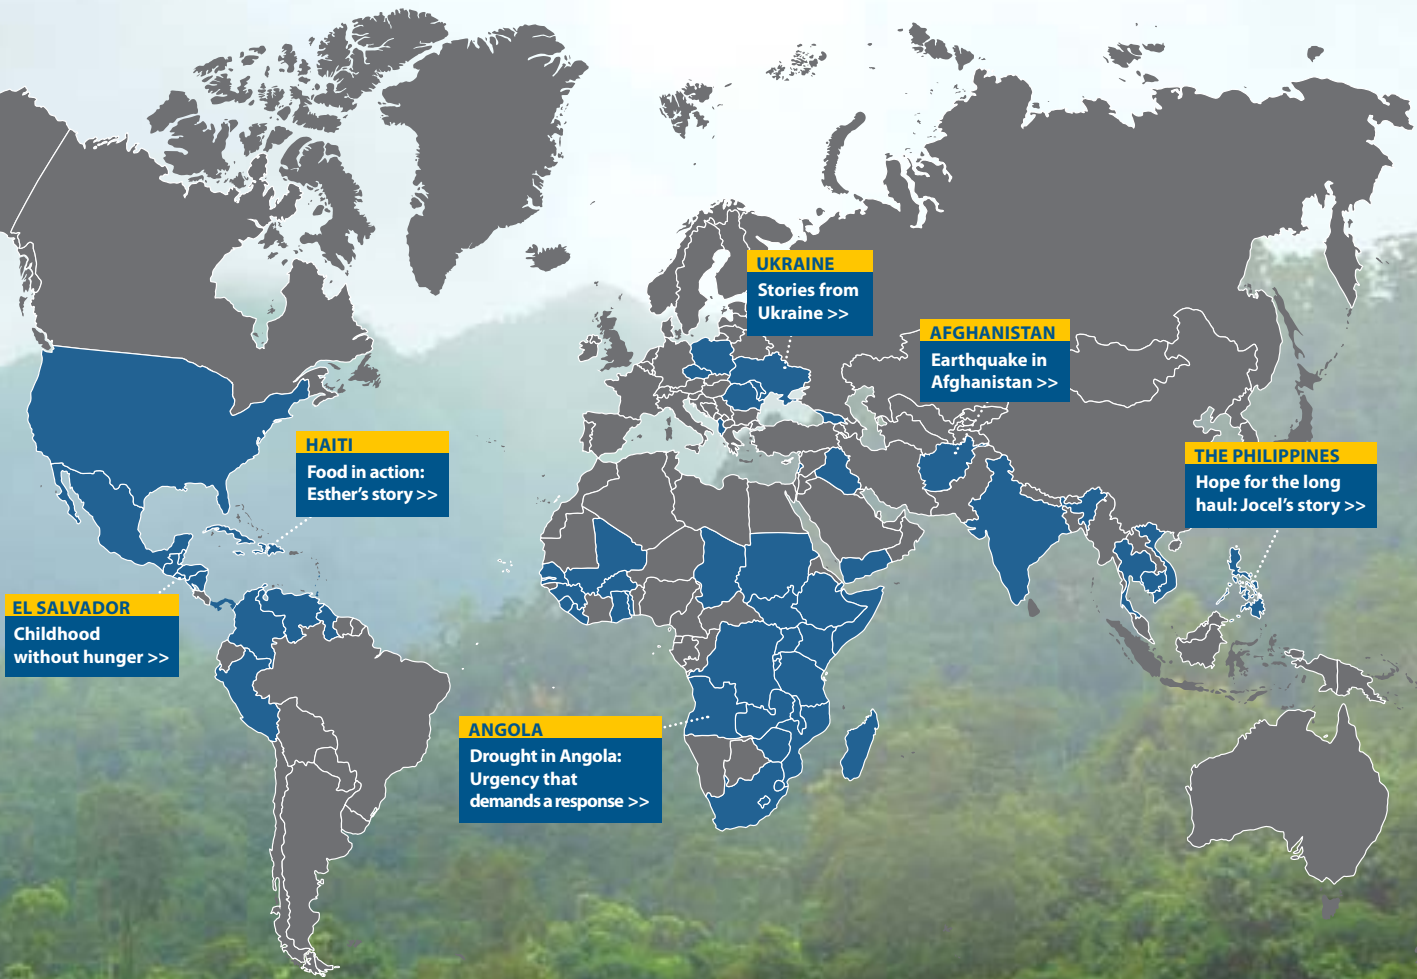 UKRAINE
Stories from
Ukraine >>
AFGHANISTAN
Earthquake in
Afghanistan >>
HAITI
Food in action:
Esther's story >>
THE PHILIPPINES
Hope for the long
haul: Jocel's story >>
EL SALVADOR
Childhood
without hunger >>
ANGOLA
Drought in Angola:
Urgency that
demands a response >>